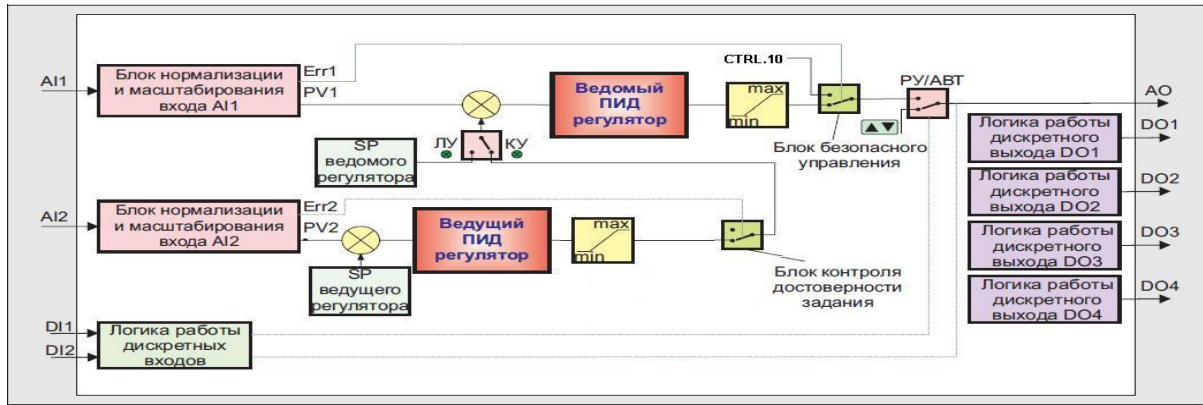 AI1
Блок нормализации
и масштабирования
входа AI1
Err1
PV1
Ведомый
ПИД
регулятор
max
min
CTRL.10
РУ/АВТ
AO
Блок безопасного
управления
Логика работы
дискретного
выхода DO1
DO1
SP
ведомого
регулятора
ЛУ
КУ
Логика работы
дискретного
выхода DO2
DO2
AI2
Блок нормализации
и масштабирования
входа AI2
Err2
PV2
Ведущий
ПИД
регулятор
max
min
Блок контроля
достоверности
задания
Логика работы
дискретного
выхода DO3
DO3
SP
ведущего
регулятора
Логика работы
дискретного
выхода DO4
DO4
DI1
DI2
Логика работы
дискретных
входов